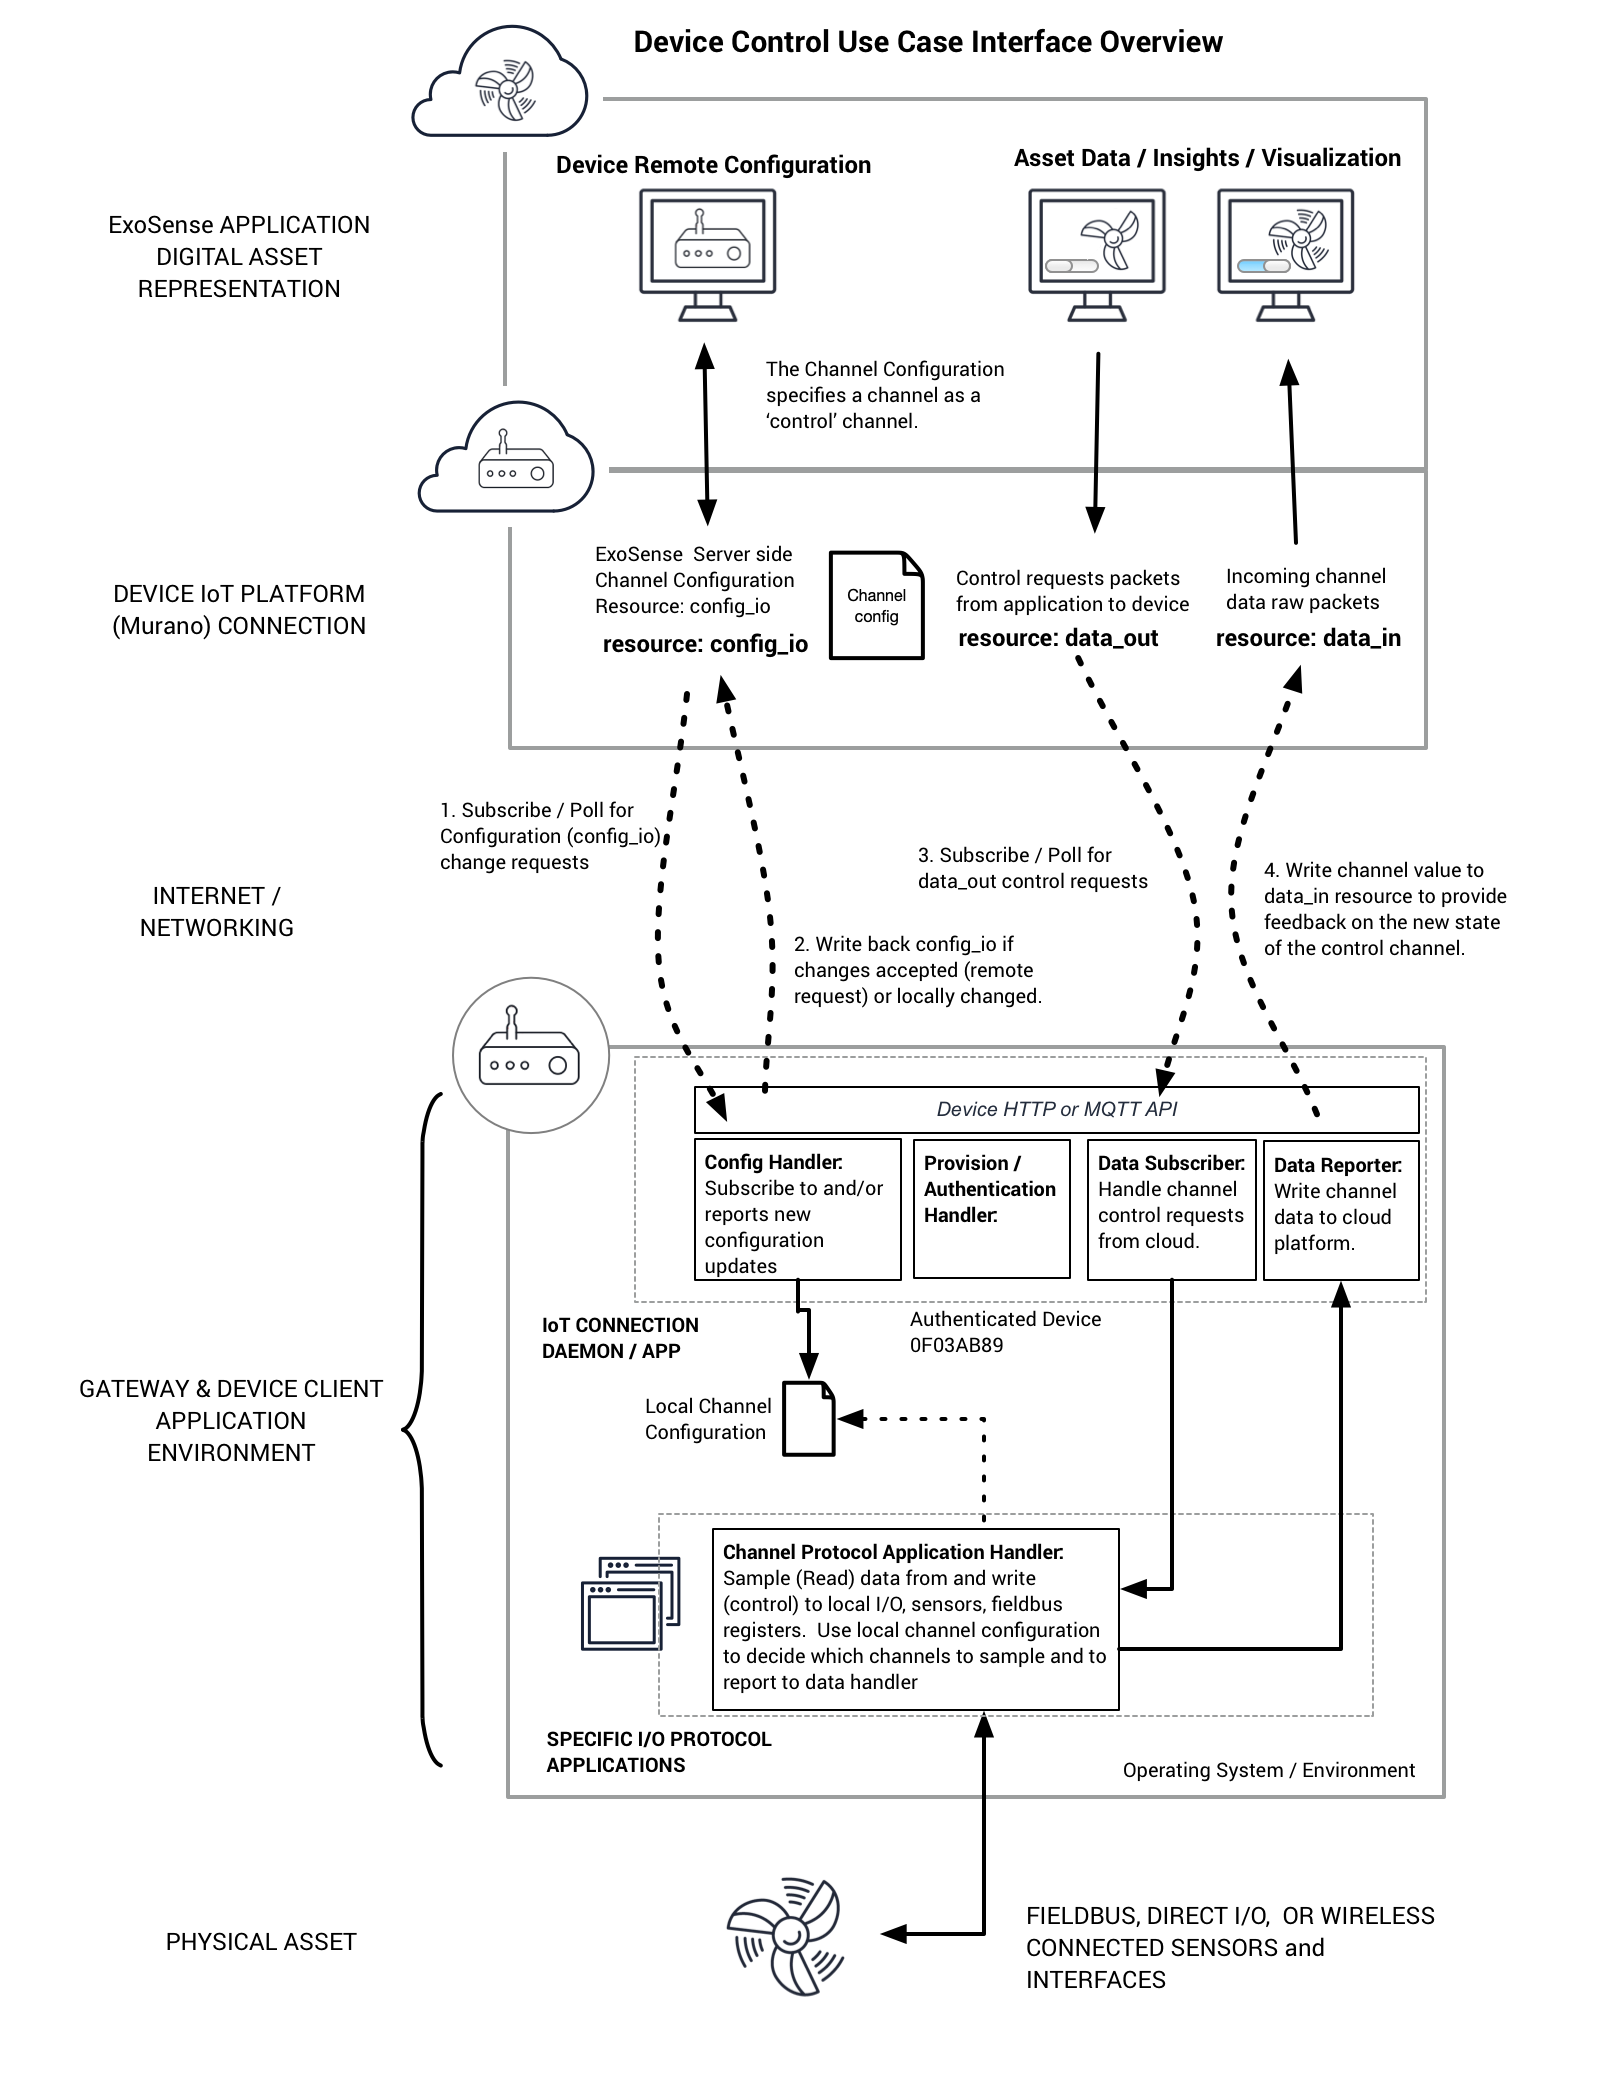 Device Control Use Case Interface Overview
Device Remote Configuration
Asset Data / Insights / Visualization
ExoSense APPLICATION
DIGITAL ASSET
REPRESENTATION
The Channel Configuration
specifies a channel as a
‘control’ channel.
DEVICE IoT PLATFORM
(Murano) CONNECTION
ExoSense  Server side
Channel Configuration
Resource: config_io
resource: config_io
Channel
config
Control requests packets
from application to device
resource: data_out
Incoming channel
data raw packets
resource: data_in
INTERNET /
NETWORKING
1. Subscribe / Poll for
Configuration (config_io)
change requests
2. Write back config_io if
changes accepted (remote
request) or locally changed.
3. Subscribe / Poll for
data_out control requests
4. Write channel value to
data_in resource to provide
feedback on the new state
of the control channel.
GATEWAY & DEVICE CLIENT
APPLICATION
ENVIRONMENT
Device HTTP or MQTT API
Config Handler:
Subscribe to and/or
reports new
configuration
updates
Provision /
Authentication
Handler:
Data Subscriber:
Handle channel
control requests
from cloud.
Data Reporter:
Write channel
data to cloud
platform.
IoT CONNECTION
DAEMON / APP
Authenticated Device
0F03AB89
Local Channel
Configuration
Channel Protocol Application Handler:
Sample (Read) data from and write
(control) to local I/O, sensors, fieldbus
registers.  Use local channel configuration
to decide which channels to sample and to
report to data handler
SPECIFIC I/O PROTOCOL
APPLICATIONS
Operating System / Environment
PHYSICAL ASSET
FIELDBUS, DIRECT I/O,  OR WIRELESS
CONNECTED SENSORS and
INTERFACES